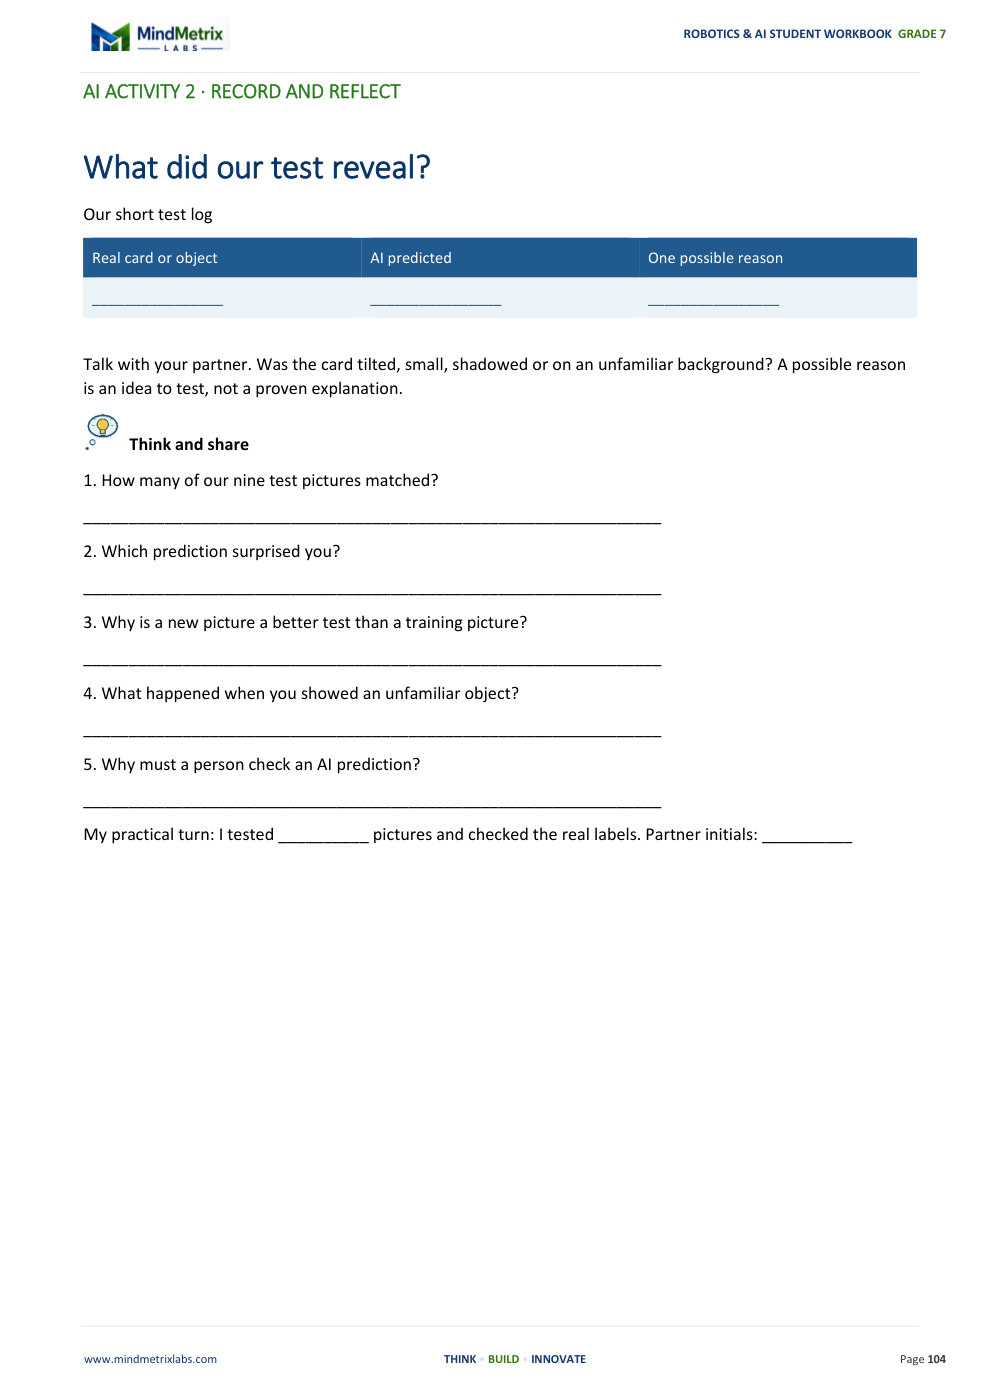 MindMetrix
LABS
ROBOTICS & AI STUDENT WORKBOOK GRADE 7
AI ACTIVITY 2 · RECORD AND REFLECT
What did our test reveal?
Our short test log
Real card or object AI predicted One possible reason
________________ ________________ ________________
Talk with your partner. Was the card tilted, small, shadowed or on an unfamiliar background? A possible reason
is an idea to test, not a proven explanation.
Think and share
1. How many of our nine test pictures matched?
________________________________________________________________
2. Which prediction surprised you?
________________________________________________________________
3. Why is a new picture a better test than a training picture?
________________________________________________________________
4. What happened when you showed an unfamiliar object?
________________________________________________________________
5. Why must a person check an AI prediction?
________________________________________________________________
My practical turn: I tested __________ pictures and checked the real labels. Partner initials: __________
www.mindmetrixlabs.com THINK • BUILD • INNOVATE Page 104